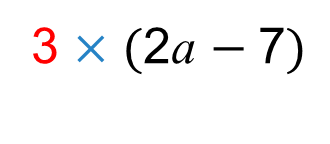 3 × (2a − 7)